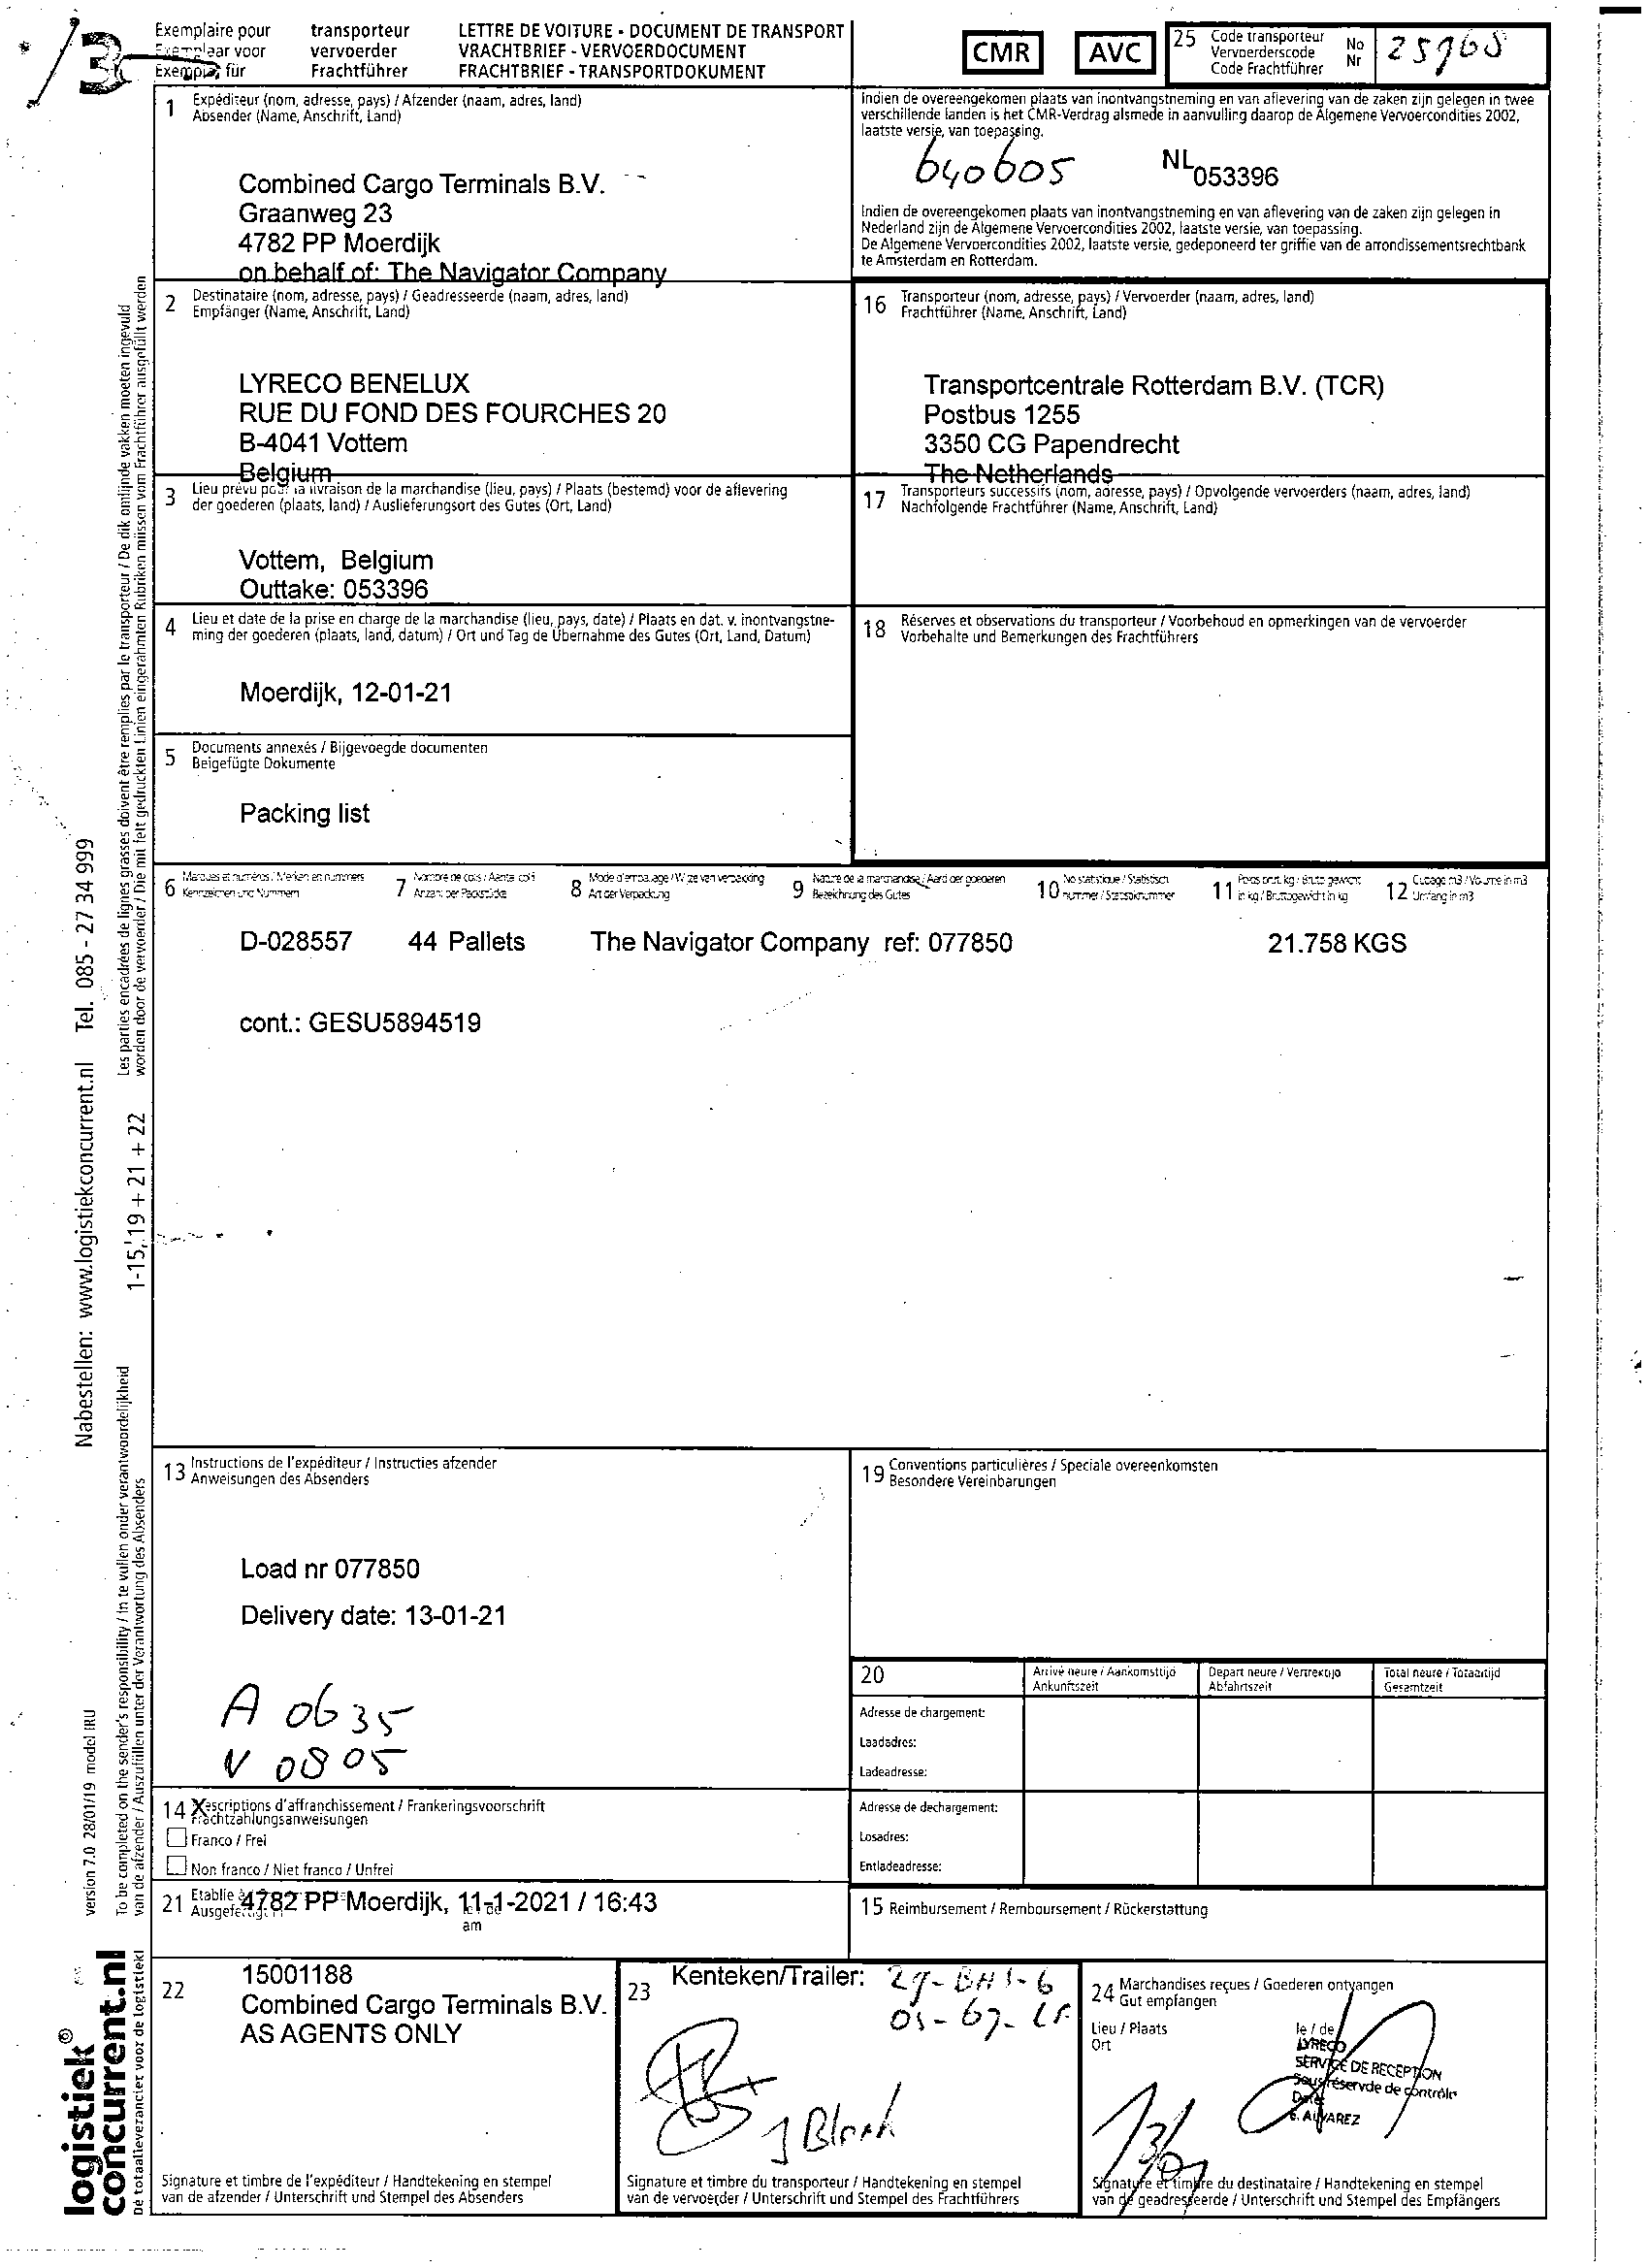 3
Exemplaire pour transporteur LETTRE DE VOITURE - DOCUMENT DE TRANSPORT
Exemplaar voor vervoerder VRACHTBRIEF - VERVOERDOCUMENT
Exemplar für Frachtführer FRACHTBRIEF - TRANSPORTDOKUMENT
CMR AVC
25 Code transporteur
Vervoerderscode
Code Frachtführer
No
Nr
1 Expéditeur (nom, adresse, pays) / Afzender (naam, adres, land)
Absender (Name, Anschrift, Land)
Combined Cargo Terminals B.V.
Graanweg 23
4782 PP Moerdijk
on behalf of: The Navigator Company
Indien de overeengekomen plaats van inontvangstneming en van aflevering van de zaken zijn gelegen in twee
verschillende landen is het CMR-Verdrag alsmede in aanvulling daarop de Algemene Vervoercondities 2002,
laatste versie, van toepassing.
640605 NL053396
Indien de overeengekomen plaats van inontvangstneming en van aflevering van de zaken zijn gelegen in
Nederland zijn de Algemene Vervoercondities 2002, laatste versie, van toepassing.
De Algemene Vervoercondities 2002, laatste versie, gedeponeerd ter griffie van de arrondissementsrechtbank
te Amsterdam en Rotterdam.
2 Destinataire (nom, adresse, pays) / Geadresseerde (naam, adres, land)
Empfänger (Name, Anschrift, Land)
LYRECO BENELUX
RUE DU FOND DES FOURCHES 20
B-4041 Vottem
Belgium
16 Transporteur (nom, adresse, pays) / Vervoerder (naam, adres, land)
Frachtführer (Name, Anschrift, Land)
Transportcentrale Rotterdam B.V. (TCR)
Postbus 1255
3350 CG Papendrecht
The Netherlands
3 Lieu prévu pour la livraison de la marchandise (lieu, pays) / Plaats (bestemd) voor de aflevering
der goederen (plaats, land) / Auslieferungsort des Gutes (Ort, Land)
Vottem, Belgium
Outtake: 053396
17 Transporteurs successifs (nom, adresse, pays) / Opvolgende vervoerders (naam, adres, land)
Nachfolgende Frachtführer (Name, Anschrift, Land)
4 Lieu et date de la prise en charge de la marchandise (lieu, pays, date) / Plaats en dat. v. inontvangstne-
ming der goederen (plaats, land, datum) / Ort und Tag de Übernahme des Gutes (Ort, Land, Datum)
Moerdijk, 12-01-21
18 Réserves et observations du transporteur / Voorbehoud en opmerkingen van de vervoerder
Vorbehalte und Bemerkungen des Frachtführers
5 Documents annexés / Bijgevoegde documenten
Beigefügte Dokumente
Packing list
6 Marques et numéros / Merken en nummers
Kennzeichen und Nummern
7 Nombre de colis / Aantal colli
Anzahl der Packstücke
8 Mode d'emballage / Wijze van verpakking
Art der Verpackung
9 Nature de la marchandise / Aard der goederen
Bezeichnung des Gutes
10 No statistique / Statistisch
nummer / Statistiknummer
11 Poids brut, kg / Bruto gewicht
in kg / Bruttogewicht in kg
12 Cubage m3 / Volume in m3
Umfang in m3
D-028557 44 Pallets The Navigator Company ref: 077850 21.758 KGS
cont.: GESU5894519
13 Instructions de l'expéditeur / Instructies afzender
Anweisungen des Absenders
Load nr 077850
Delivery date: 13-01-21
A 0635
V 0805
19 Conventions particulières / Speciale overeenkomsten
Besondere Vereinbarungen
20 Arrivé heure / Aankomsttijd
Ankunftszeit
Depart heure / Vertrektijd
Abfahrtszeit
Total heure / Totaaltijd
Gesamtzeit
Adresse de chargement:
Laadadres:
Ladeadresse:
Adresse de dechargement:
Losadres:
Entladeadresse:
14 Xescriptions d'affranchissement / Frankeringsvoorschrift
Frachtzahlungsanweisungen
Franco / Frei
Non franco / Niet franco / Unfrei
21 Etablie à
Ausgefertigt in
4782 PP Moerdijk, 11-1-2021 / 16:43
am
15 Reimbursement / Remboursement / Rückerstattung
22 15001188
Combined Cargo Terminals B.V.
AS AGENTS ONLY
Signature et timbre de l'expéditeur / Handtekening en stempel
van de afzender / Unterschrift und Stempel des Absenders
23 Kenteken/Trailer:
J Blonk
Signature et timbre du transporteur / Handtekening en stempel
van de vervoerder / Unterschrift und Stempel des Frachtführers
24 Marchandises reçues / Goederen ontvangen
Gut empfangen
Lieu / Plaats
Ort
le / de
LYRECO
SERVICE DE RECEPTION
Sous réservde de contrôle
Date
E. ALVAREZ
13/01
Signature et timbre du destinataire / Handtekening en stempel
van de geadresseerde / Unterschrift und Stempel des Empfängers
Les parties encadrées de lignes grasses doivent être remplies par le transporteur / De dik omlijnde vakken moeten ingevuld
worden door de vervoerder / Die mit fett gedruckten Linien eingerahmten Rubriken müssen vom Frachtführer ausgefüllt werden
1-15, 19 + 21 + 22
To be completed on the sender's responsibility / In te vullen onder verantwoordelijkheid
van de afzender / Auszufüllen unter der Verantwortung des Absenders
Nabestellen: www.logistiekconcurrent.nl Tel. 085 - 27 34 999
version 7.0 28/01/19 model IRU
logistiek®
concurrent.nl
Dé totaalleverancier voor de logistiek!